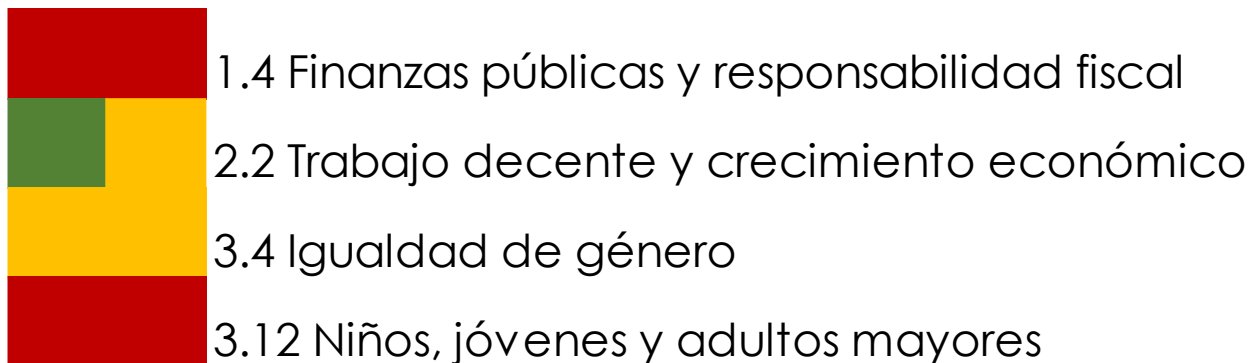 1.4 Finanzas públicas y responsabilidad fiscal
2.2 Trabajo decente y crecimiento económico
3.4 Igualdad de género
3.12 Niños, jóvenes y adultos mayores